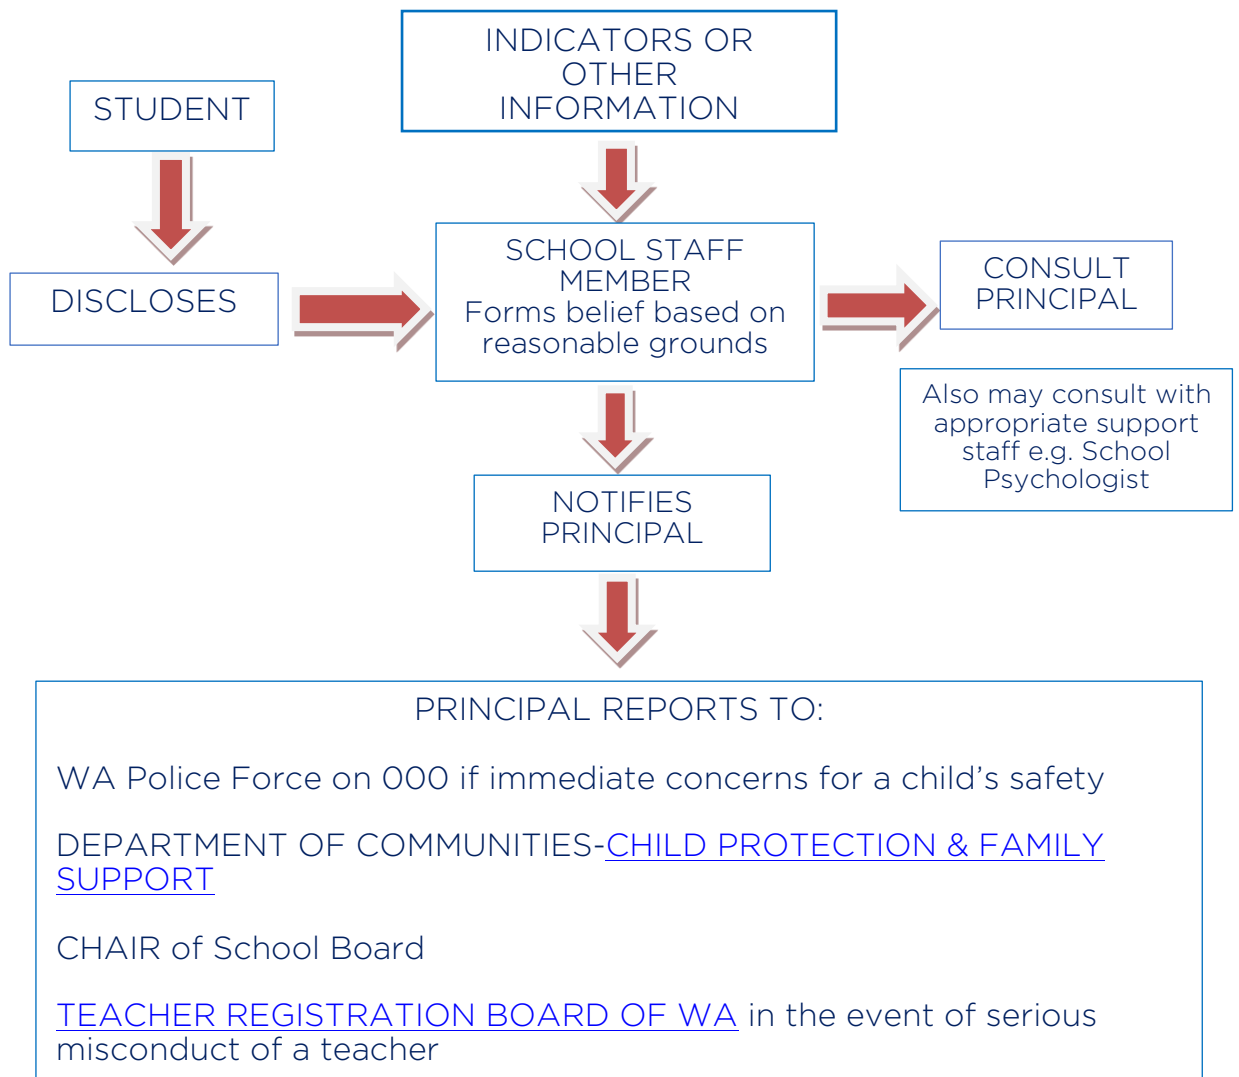 INDICATORS OR
OTHER
INFORMATION
STUDENT
DISCLOSES
SCHOOL STAFF
MEMBER
Forms belief based on
reasonable grounds
CONSULT
PRINCIPAL
Also may consult with
appropriate support
staff e.g. School
Psychologist
NOTIFIES
PRINCIPAL
PRINCIPAL REPORTS TO:
WA Police Force on 000 if immediate concerns for a child’s safety
DEPARTMENT OF COMMUNITIES-CHILD PROTECTION & FAMILY
SUPPORT
CHAIR of School Board
TEACHER REGISTRATION BOARD OF WA in the event of serious
misconduct of a teacher